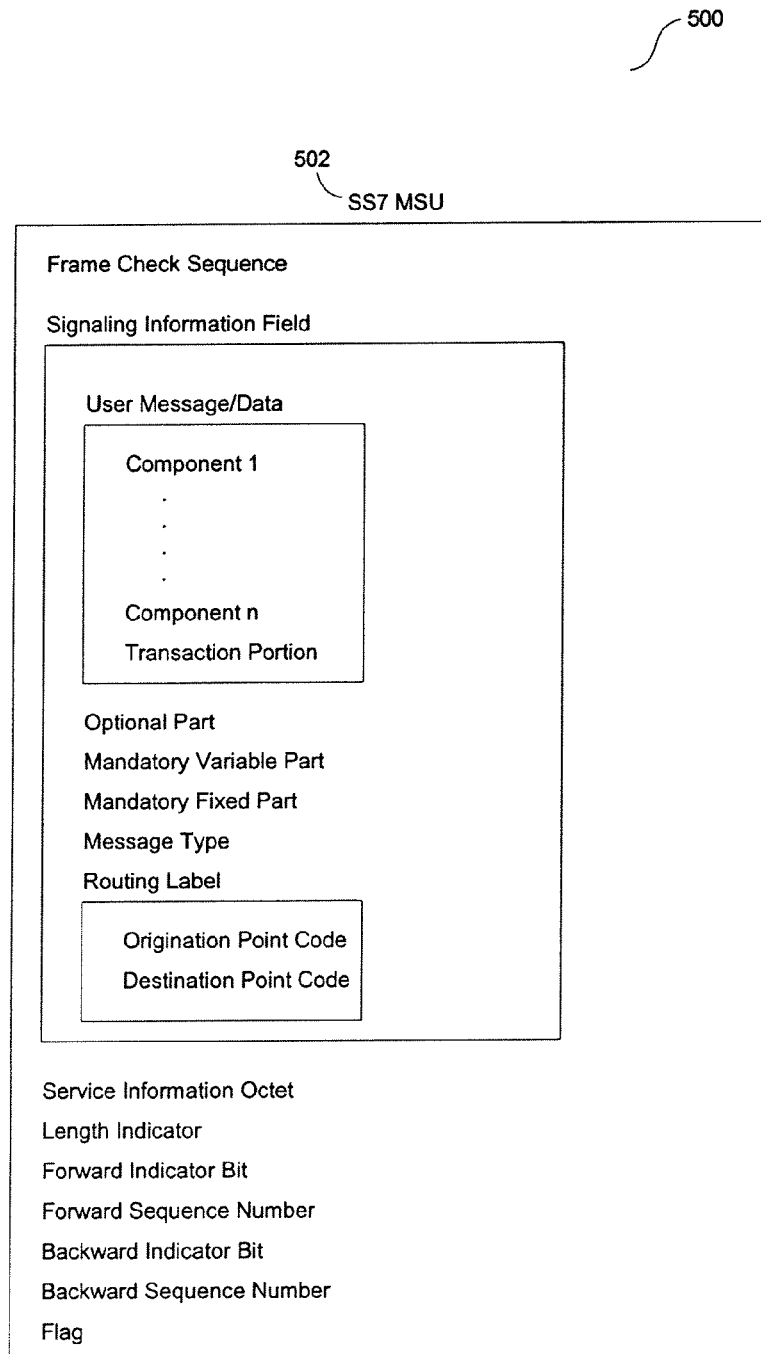 500
502
SS7 MSU
Frame Check Sequence
Signaling Information Field
User Message/Data
Component 1
.
.
.
.
Component n
Transaction Portion
Optional Part
Mandatory Variable Part
Mandatory Fixed Part
Message Type
Routing Label
Origination Point Code
Destination Point Code
Service Information Octet
Length Indicator
Forward Indicator Bit
Forward Sequence Number
Backward Indicator Bit
Backward Sequence Number
Flag